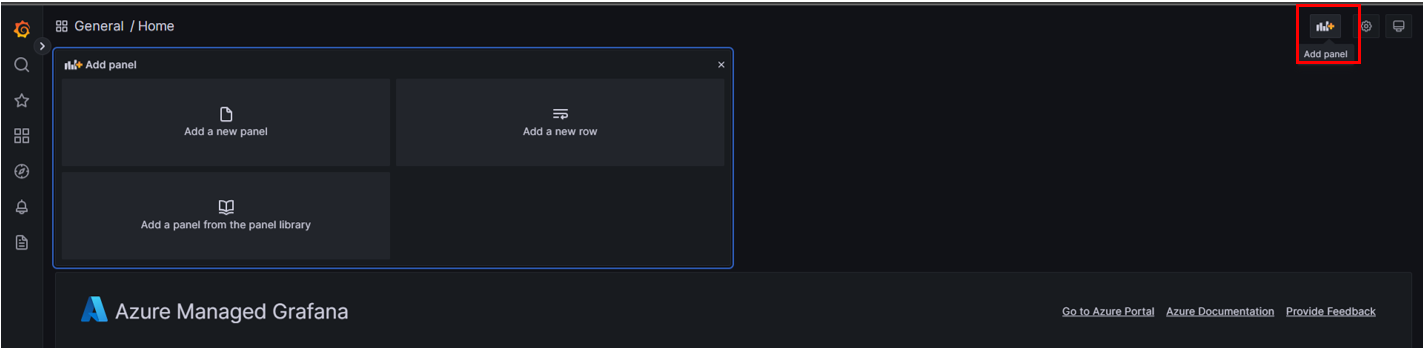 General / Home
Add panel
Add panel
Add a new panel
Add a new row
Add a panel from the panel library
Azure Managed Grafana
Go to Azure Portal
Azure Documentation
Provide Feedback